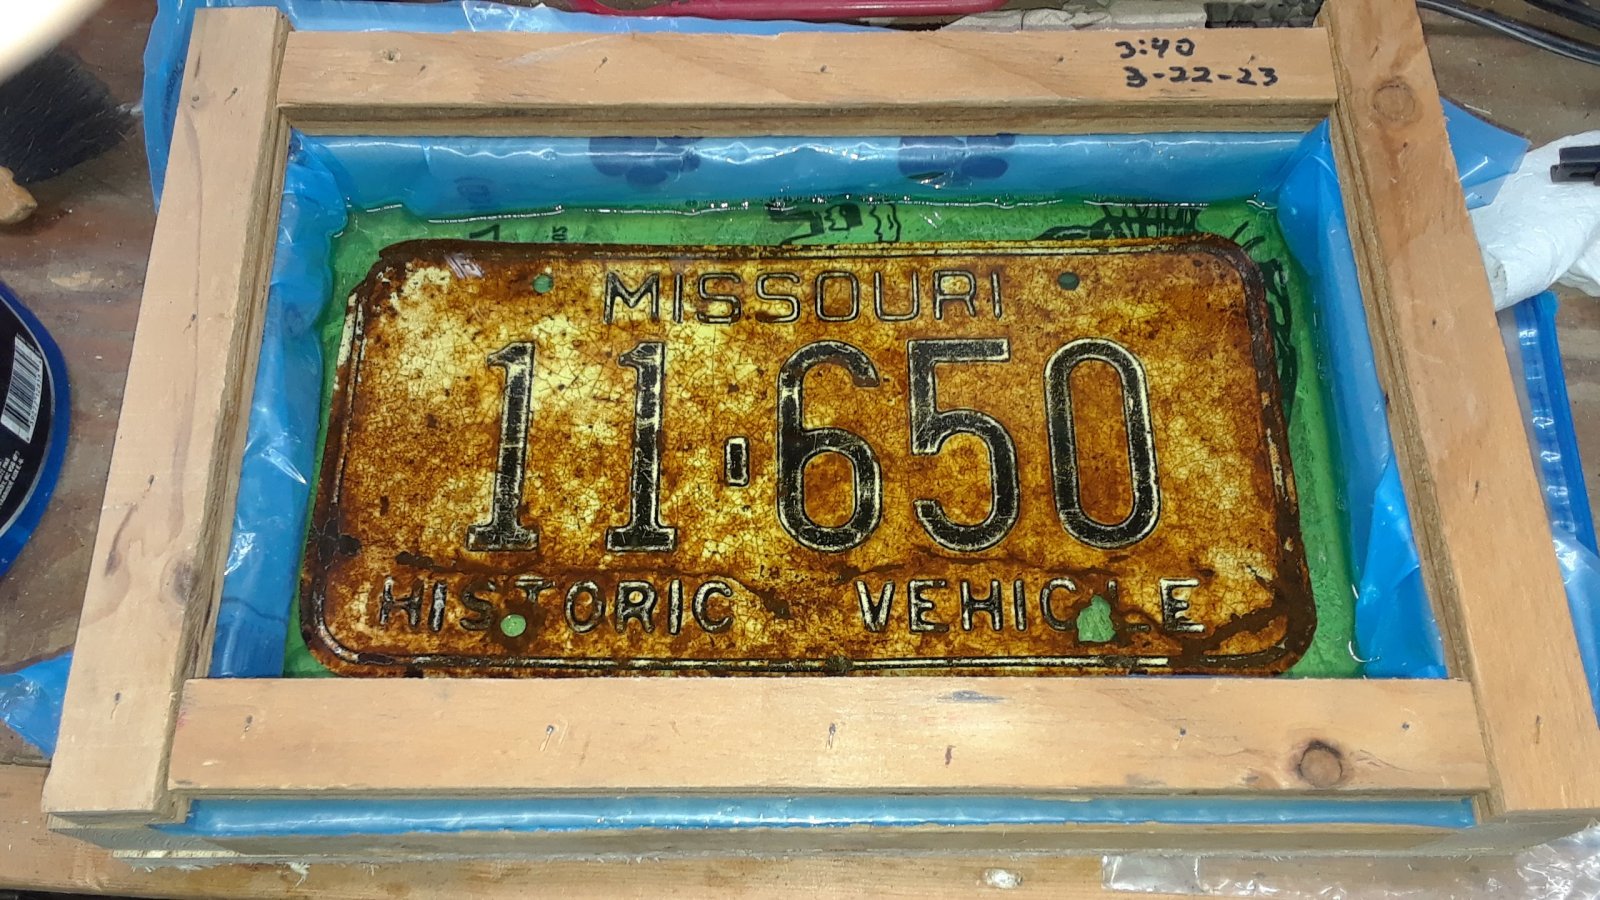 3:40
3-22-23
MISSOURI
11·650
HISTORIC VEHICLE